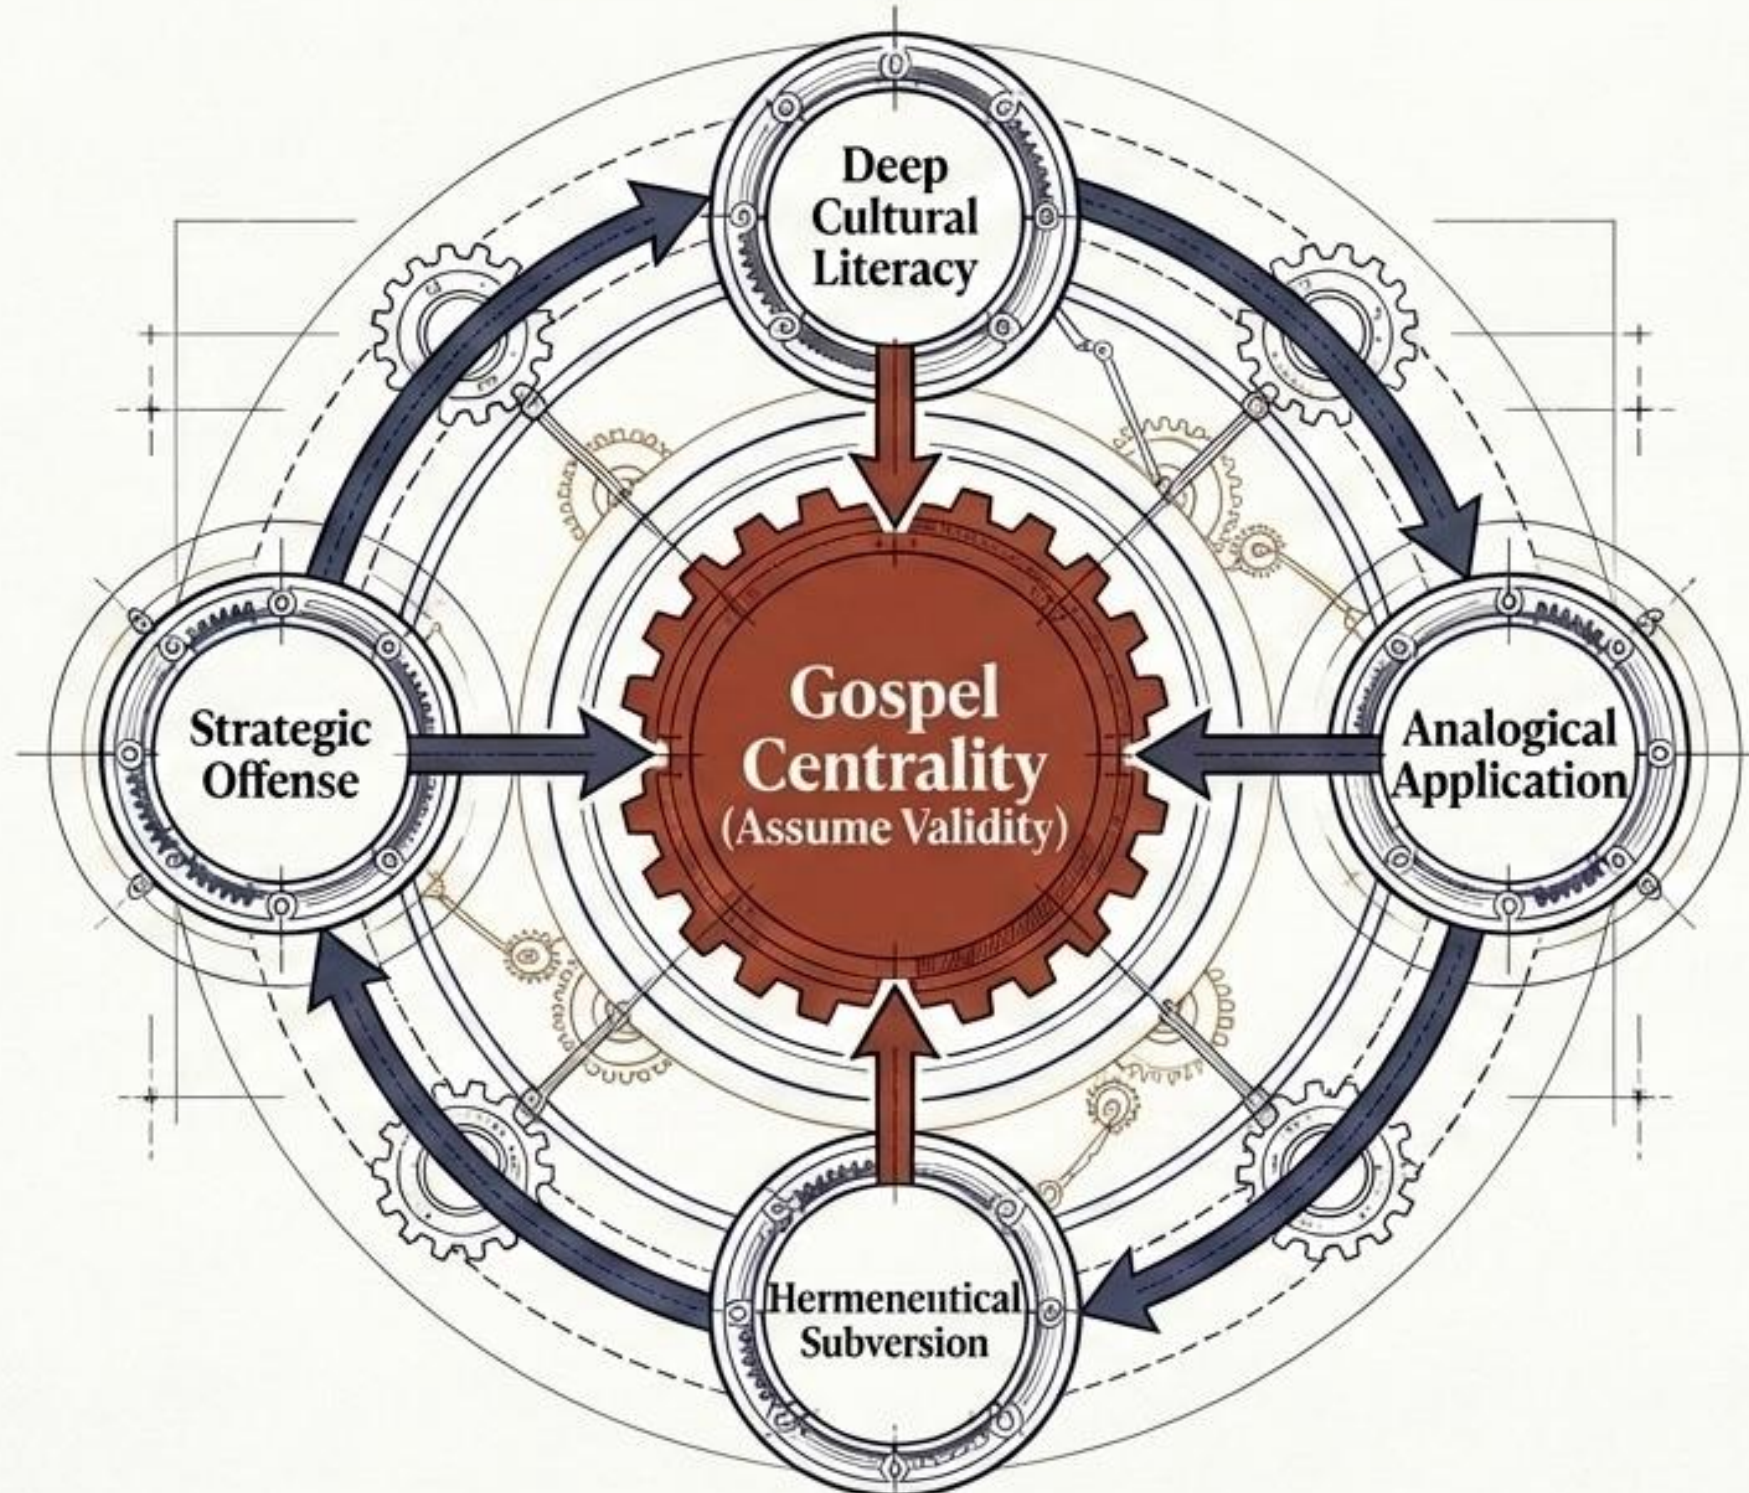 Deep
Cultural
Literacy
Strategic
Offense
Gospel
Centrality
(Assume Validity)
Analogical
Application
Hermeneutical
Subversion